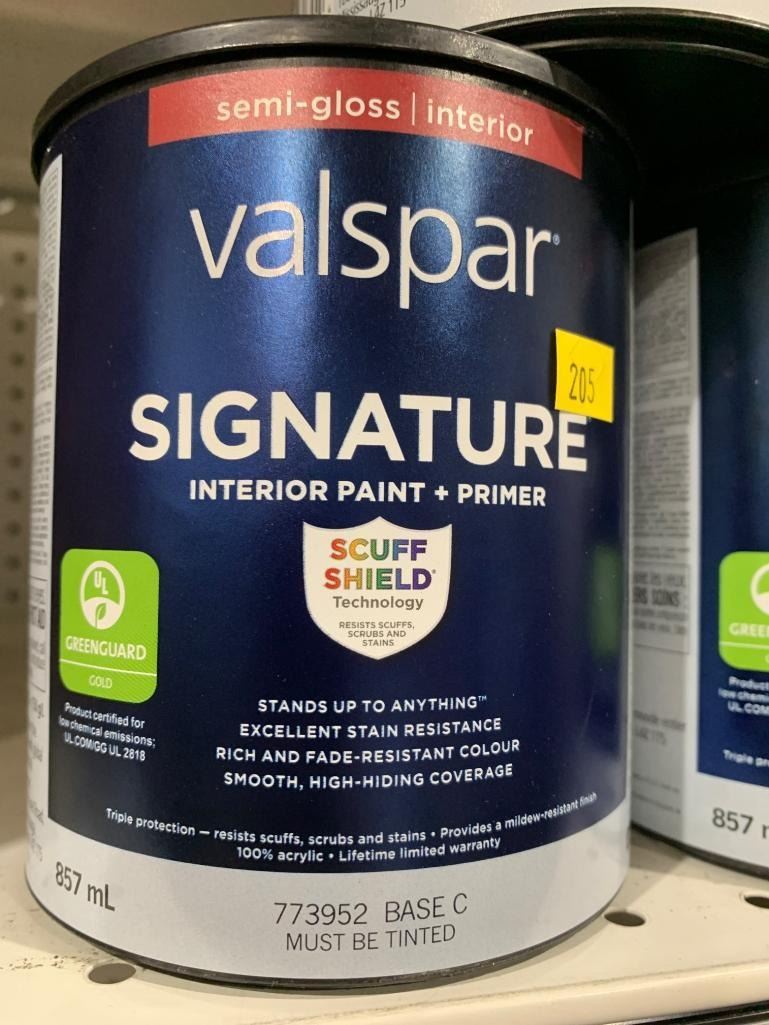 semi-gloss | interior
valspar®
205
SIGNATURE
INTERIOR PAINT + PRIMER
SCUFF
SHIELD®
Technology
RESISTS SCUFFS,
SCRUBS AND
STAINS
UL
GREENGUARD
GOLD
Product certified for
low chemical emissions;
UL.COM/GG UL 2818
STANDS UP TO ANYTHING™
EXCELLENT STAIN RESISTANCE
RICH AND FADE-RESISTANT COLOUR
SMOOTH, HIGH-HIDING COVERAGE
Triple protection — resists scuffs, scrubs and stains • Provides a mildew-resistant finish
100% acrylic • Lifetime limited warranty
857 mL
773952 BASE C
MUST BE TINTED
L4Z 1T5
857